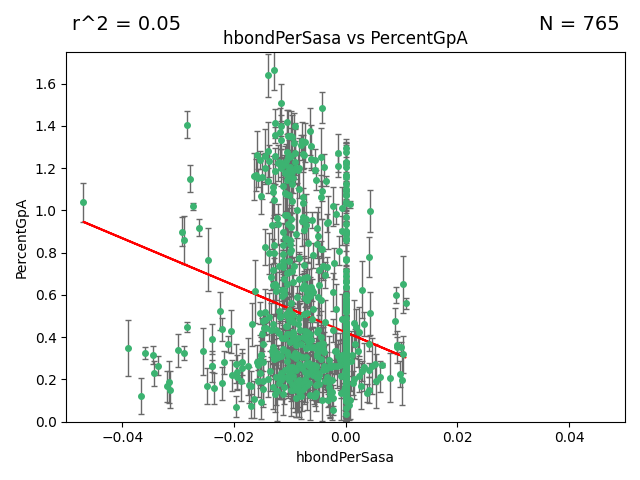 r^2 = 0.05
N = 765
hbondPerSasa vs PercentGpA
PercentGpA
1.6
1.4
1.2
1.0
0.8
0.6
0.4
0.2
0.0
−0.04
−0.02
0.00
0.02
0.04
hbondPerSasa